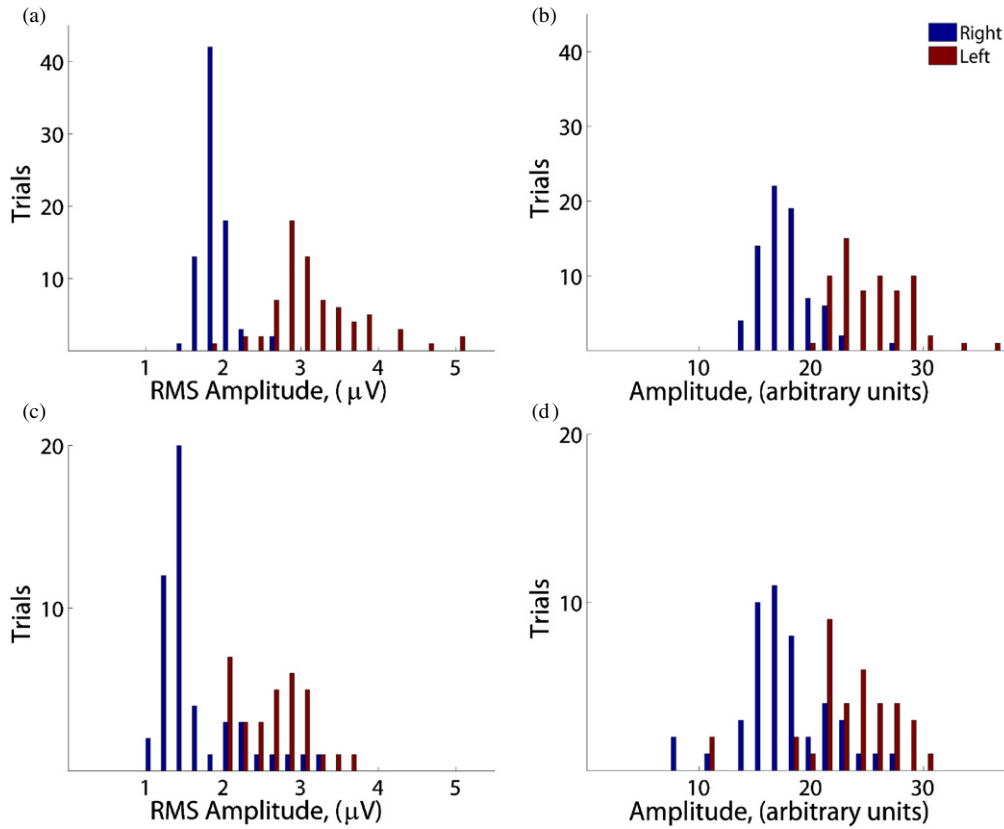 (a)
40
30
20
10
Trials
1 2 3 4 5
RMS Amplitude, (μV)
(b)
Right
Left
40
30
20
10
Trials
10 20 30
Amplitude, (arbitrary units)
(c)
20
10
Trials
1 2 3 4 5
RMS Amplitude, (μV)
(d)
20
10
Trials
10 20 30
Amplitude, (arbitrary units)